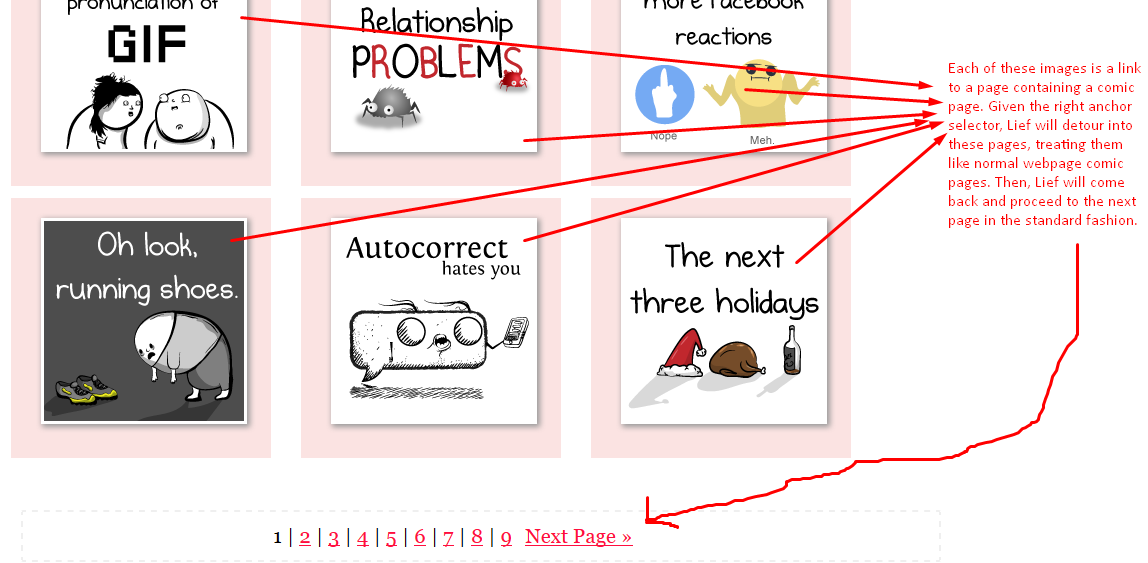 pronunciation of
GIF
Relationship
PROBLEMS
more Facebook
reactions
Nope
Meh.
Each of these images is a link
to a page containing a comic
page. Given the right anchor
selector, Lief will detour into
these pages, treating them
like normal webpage comic
pages. Then, Lief will come
back and proceed to the next
page in the standard fashion.
Oh look,
running shoes.
Autocorrect
hates you
The next
three holidays
1 | 2 | 3 | 4 | 5 | 6 | 7 | 8 | 9 Next Page »